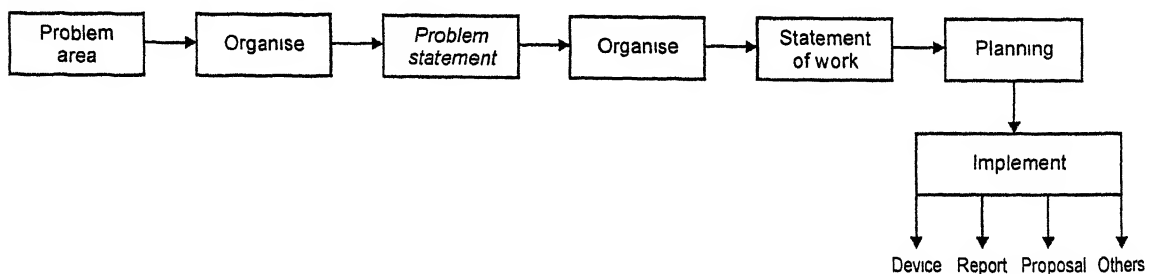 Problem
area
Organise
Problem
statement
Organise
Statement
of work
Planning
Implement
Device Report Proposal Others